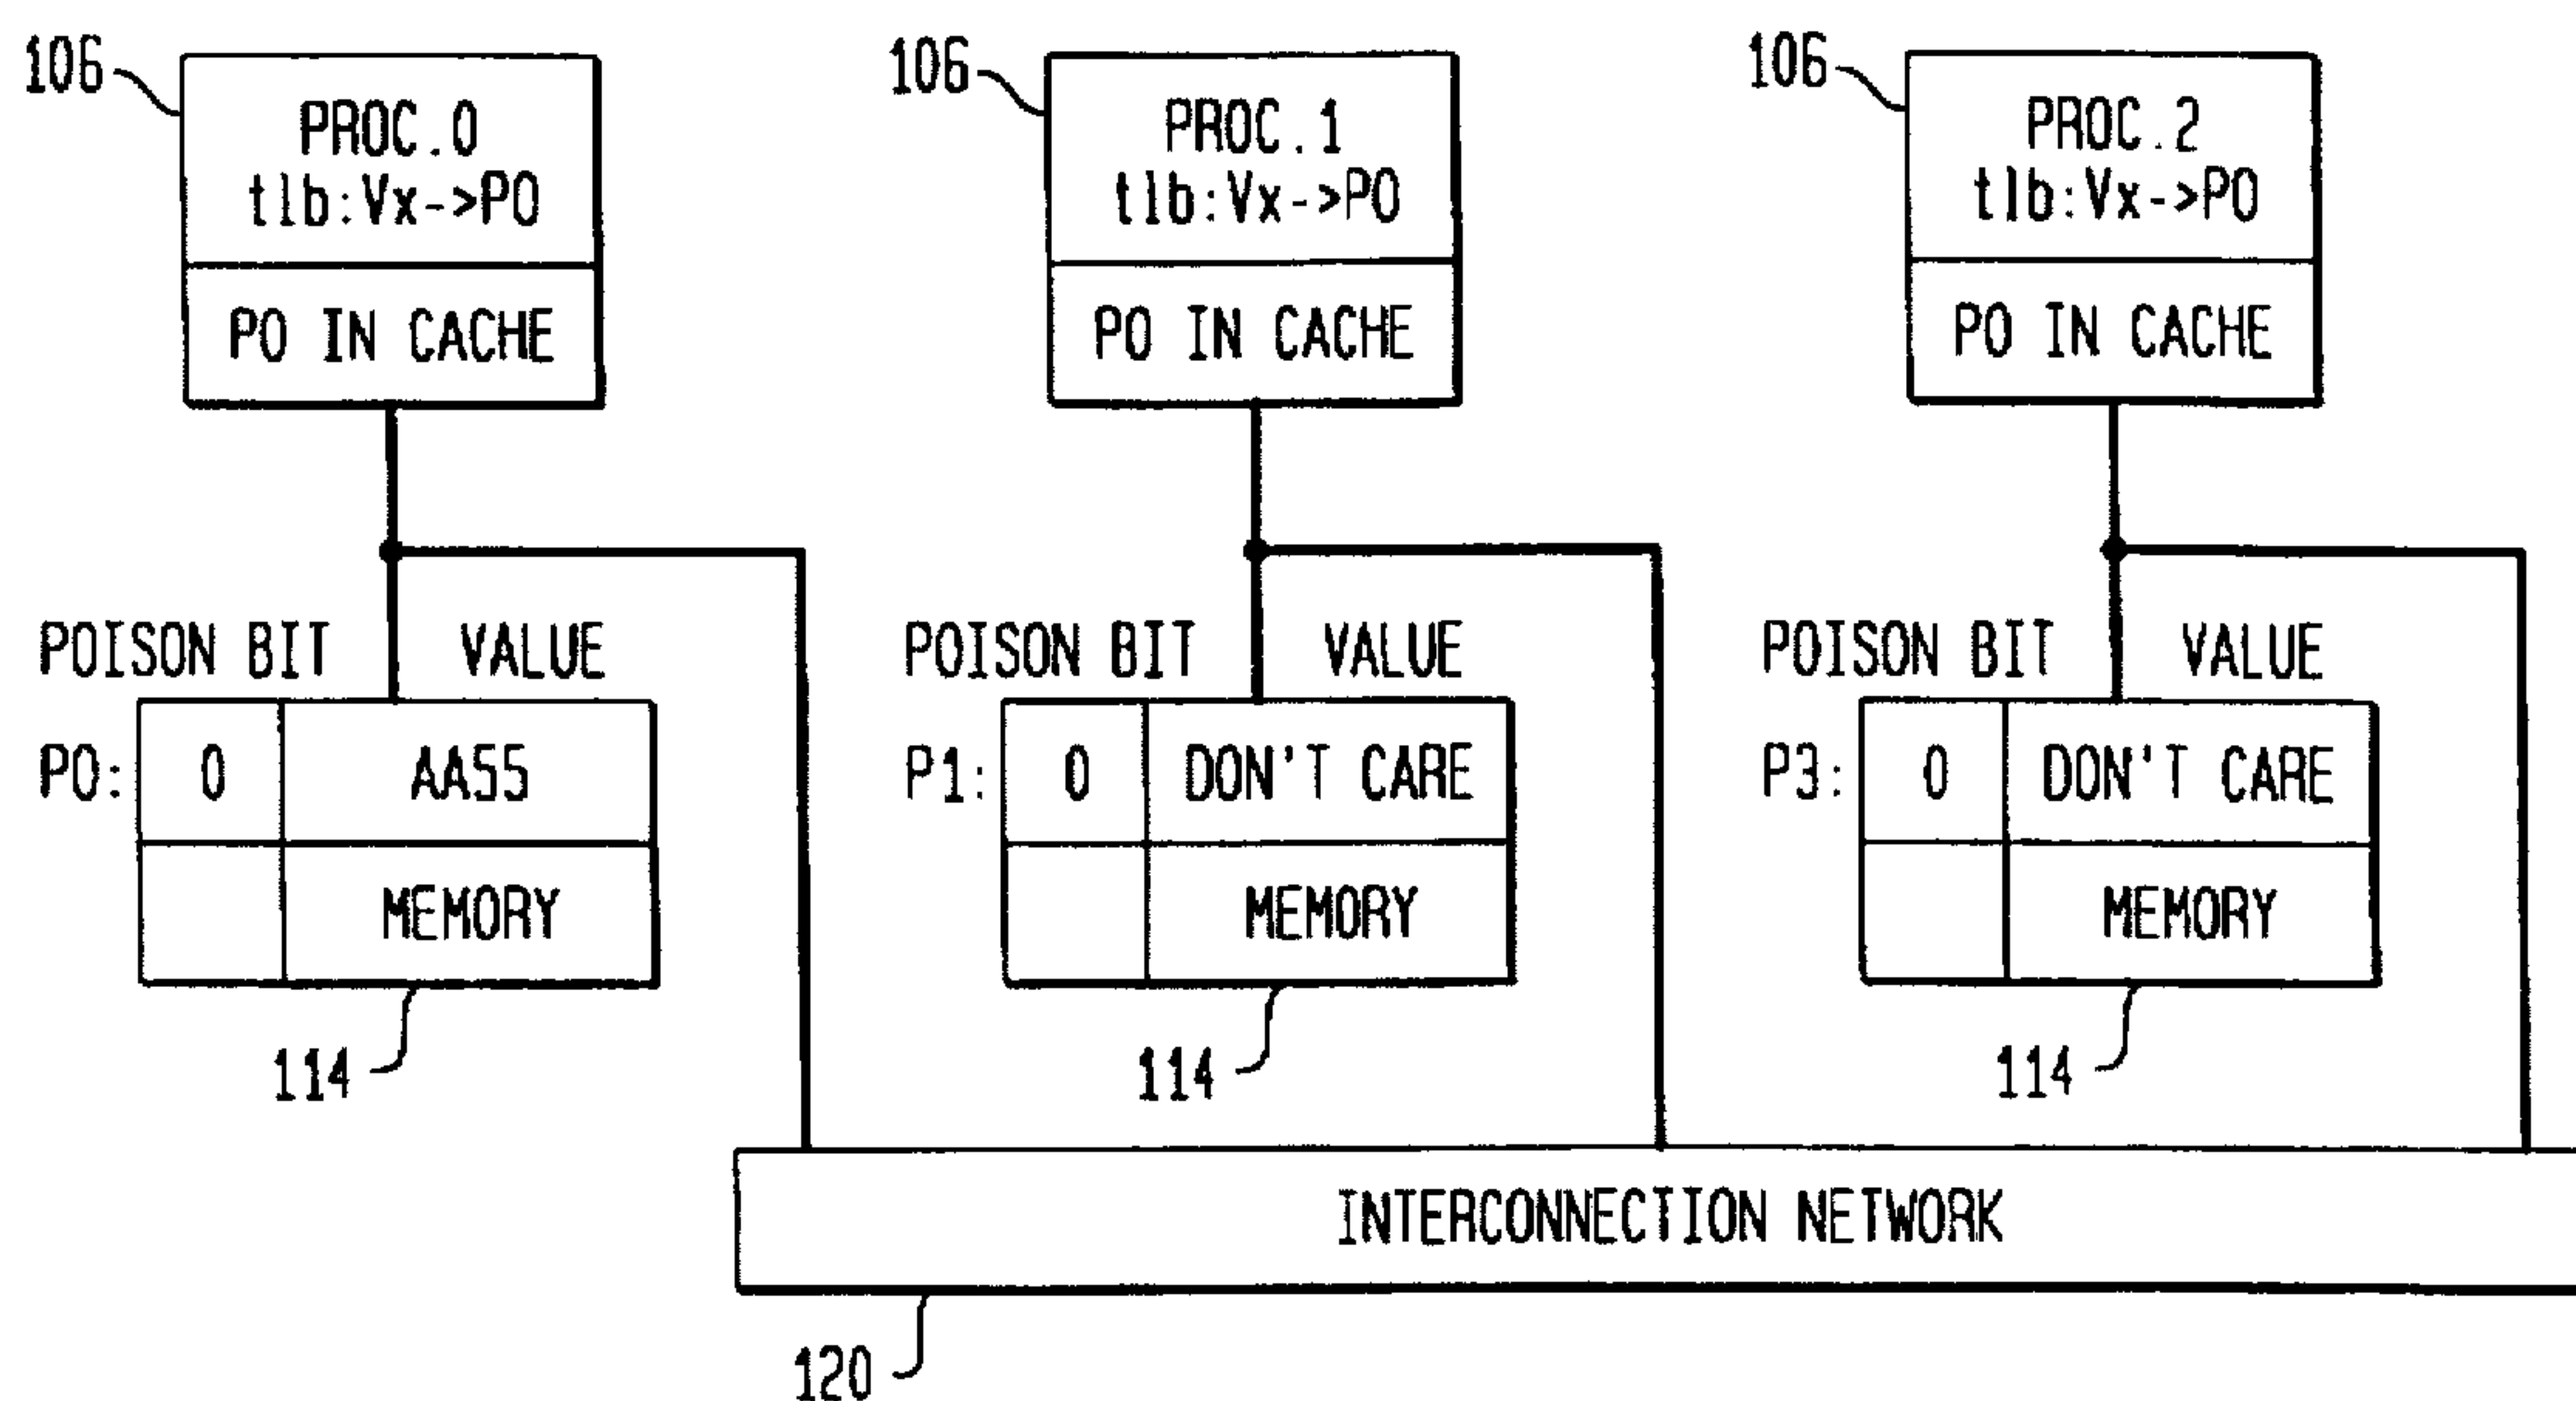 106
PROC.0
tlb:Vx->P0
P0 IN CACHE
106
PROC.1
tlb:Vx->P0
P0 IN CACHE
106
PROC.2
tlb:Vx->P0
P0 IN CACHE
POISON BIT VALUE
P0: 0 AA55
MEMORY
114
POISON BIT VALUE
P1: 0 DON'T CARE
MEMORY
114
POISON BIT VALUE
P3: 0 DON'T CARE
MEMORY
114
INTERCONNECTION NETWORK
120